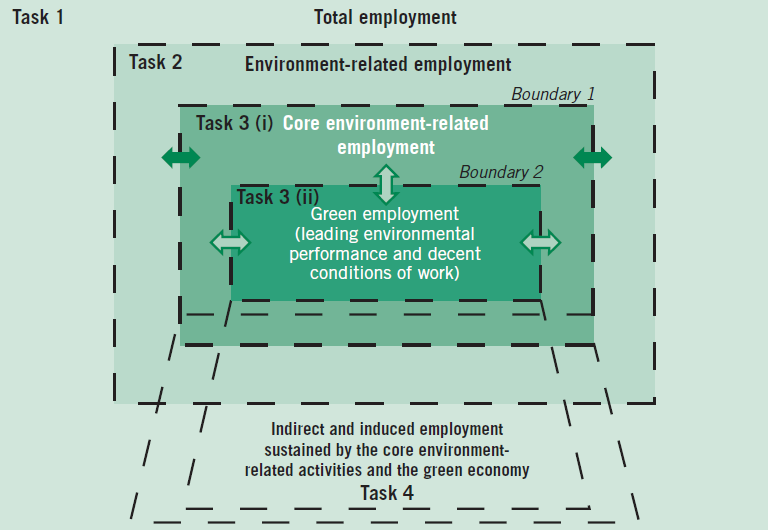 Task 1
Total employment
Task 2
Environment-related employment
Boundary 1
Task 3 (i) Core environment-related
employment
Boundary 2
Task 3 (ii)
Green employment
(leading environmental
performance and decent
conditions of work)
Indirect and induced employment
sustained by the core environment-
related activities and the green economy
Task 4